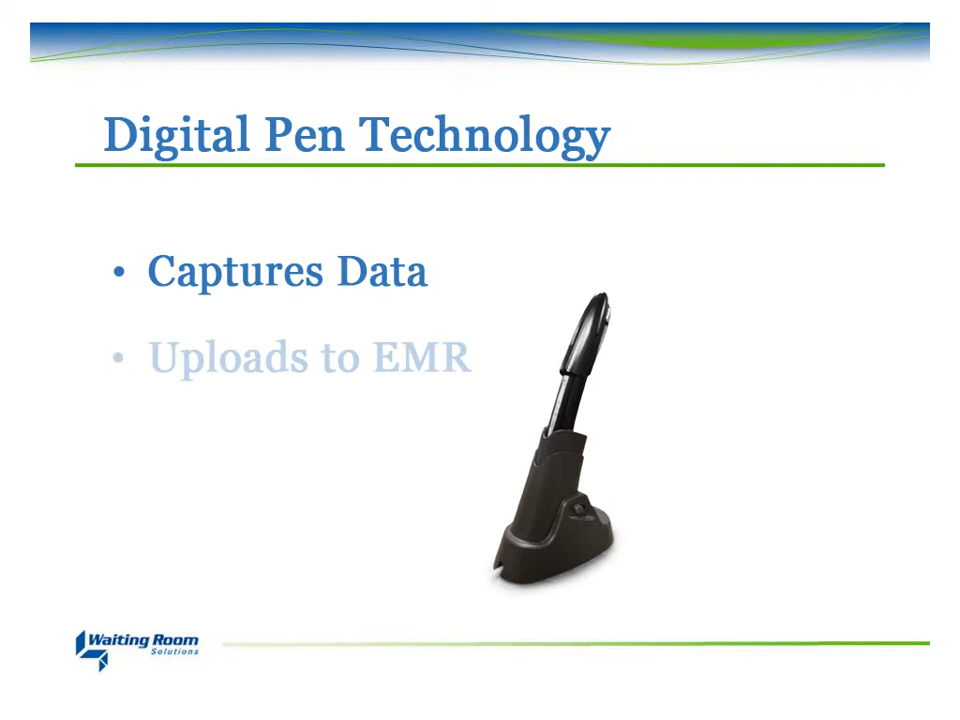 Digital Pen Technology
• Captures Data
• Uploads to EMR
Waiting Room
Solutions